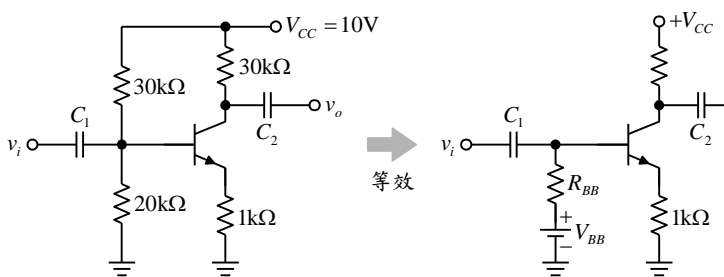 V_CC = 10V
30kΩ
30kΩ
C_1
C_2
v_o
v_i
20kΩ
1kΩ
等效
+V_CC
C_1
C_2
v_i
R_BB
+
V_BB
−
1kΩ